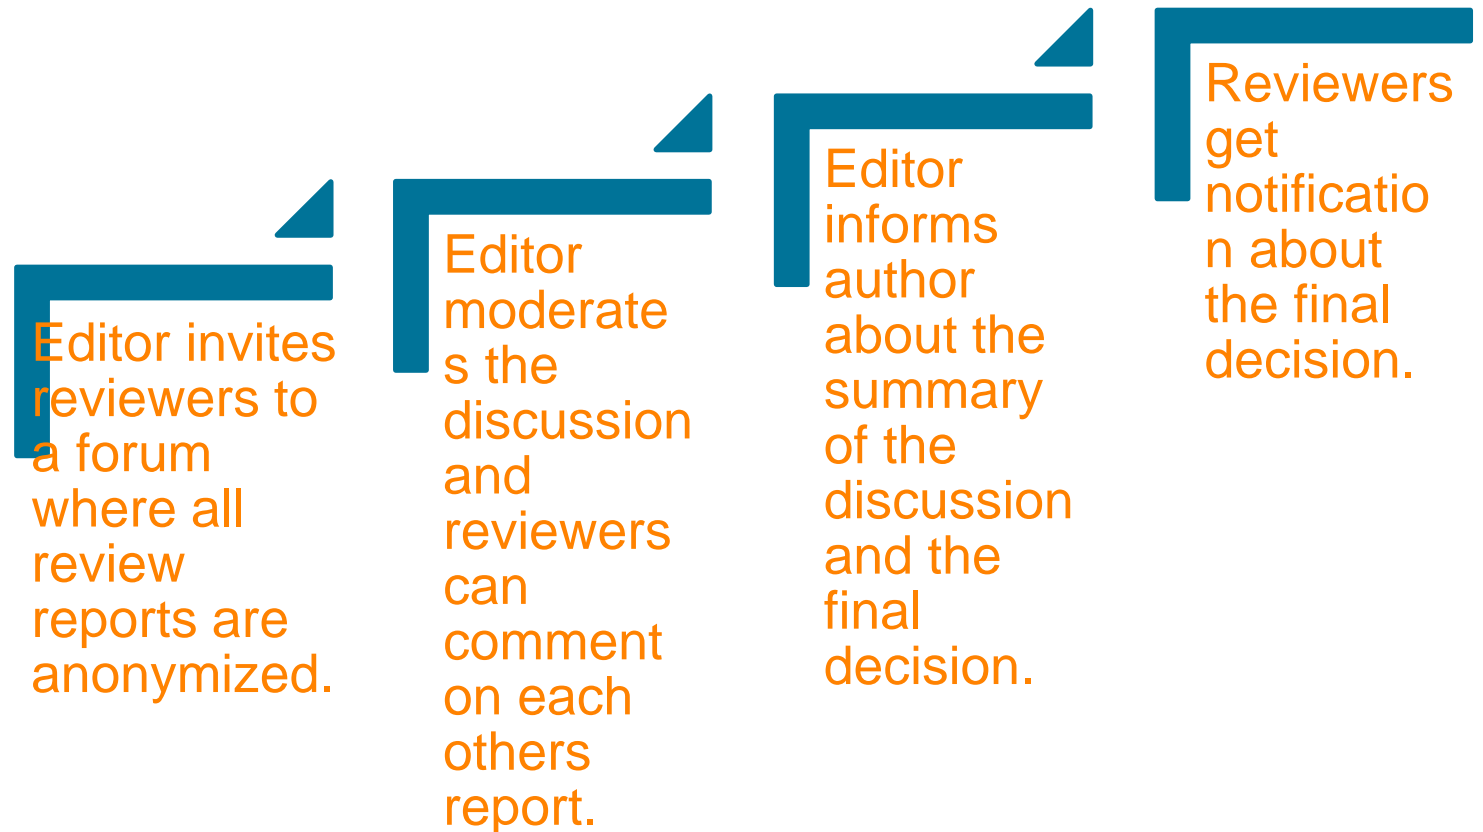 Editor invites
reviewers to
a forum
where all
review
reports are
anonymized.
Editor
moderate
s the
discussion
and
reviewers
can
comment
on each
others
report.
Editor
informs
author
about the
summary
of the
discussion
and the
final
decision.
Reviewers
get
notificatio
n about
the final
decision.